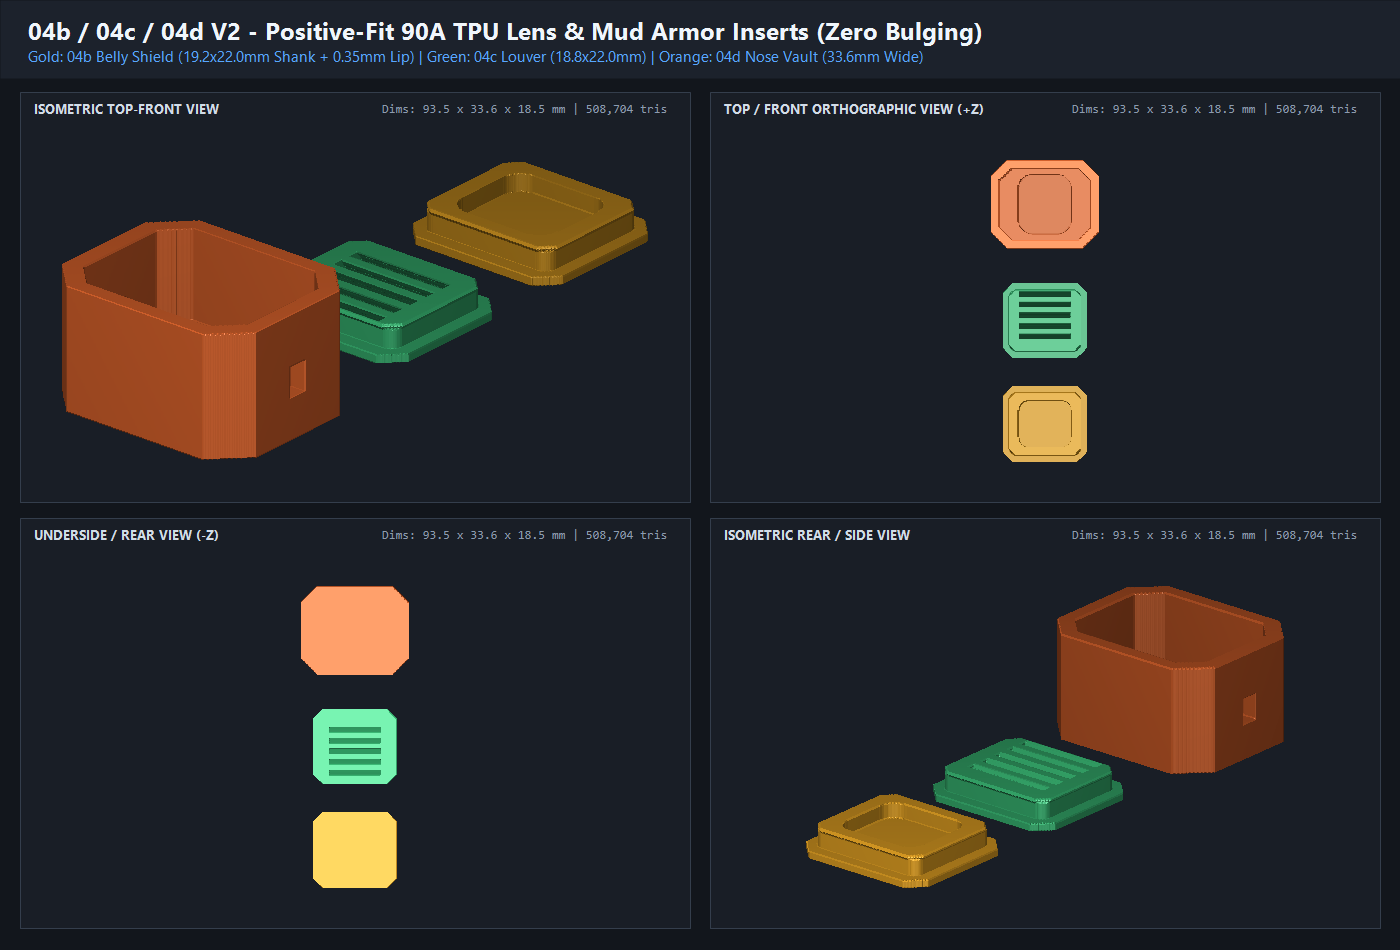 04b / 04c / 04d V2 - Positive-Fit 90A TPU Lens & Mud Armor Inserts (Zero Bulging)
Gold: 04b Belly Shield (19.2x22.0mm Shank + 0.35mm Lip) | Green: 04c Louver (18.8x22.0mm) | Orange: 04d Nose Vault (33.6mm Wide)
ISOMETRIC TOP-FRONT VIEW Dims: 93.5 x 33.6 x 18.5 mm | 508,704 tris
TOP / FRONT ORTHOGRAPHIC VIEW (+Z) Dims: 93.5 x 33.6 x 18.5 mm | 508,704 tris
UNDERSIDE / REAR VIEW (-Z) Dims: 93.5 x 33.6 x 18.5 mm | 508,704 tris
ISOMETRIC REAR / SIDE VIEW Dims: 93.5 x 33.6 x 18.5 mm | 508,704 tris